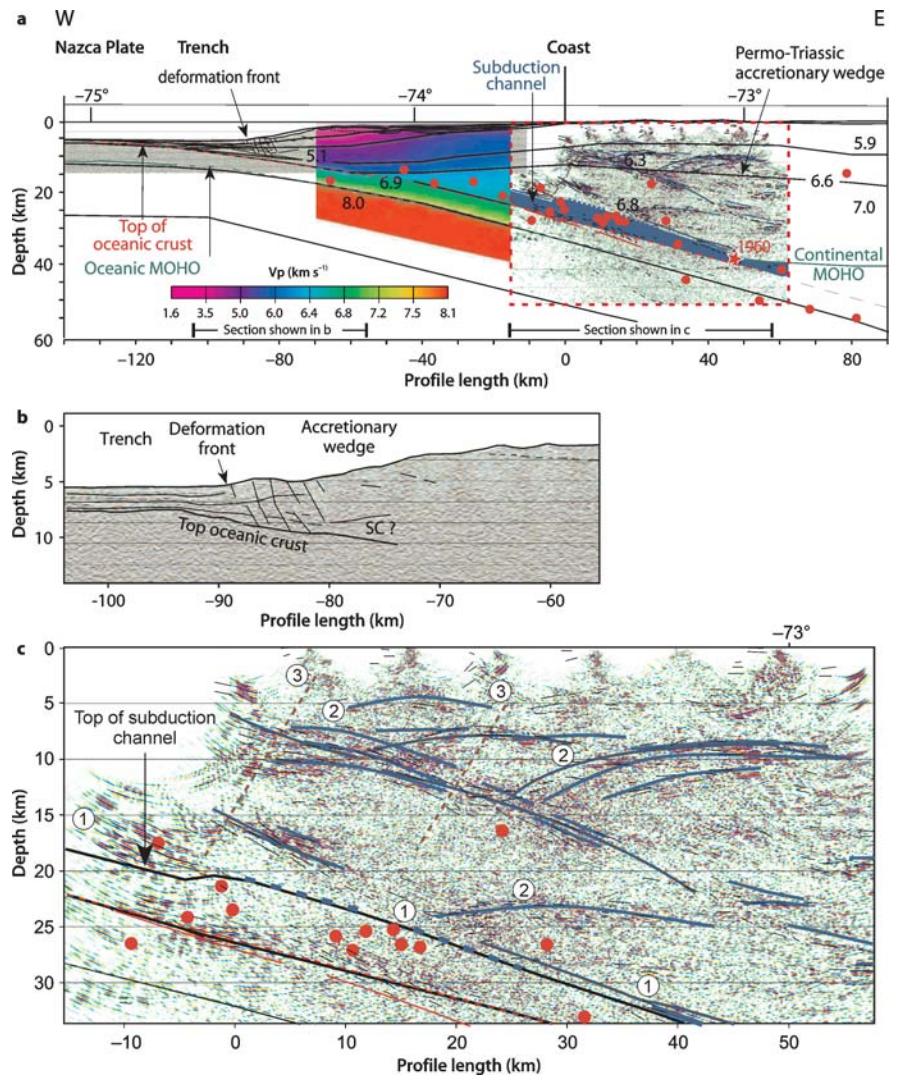 a W E
Nazca Plate Trench Coast Permo-Triassic
accretionary wedge
deformation front
Subduction
channel
–75° –74° –73°
0
20
40
60
Depth (km)
5.1
6.9
8.0
6.3
6.8
5.9
6.6
7.0
1960
Top of
oceanic crust
Oceanic MOHO
Continental
MOHO
Vp (km s⁻¹)
1.6 3.5 5.0 6.0 6.4 6.8 7.2 7.5 8.1
Section shown in b Section shown in c
–120 –80 –40 0 40 80
Profile length (km)
b
0
5
10
Depth (km)
Trench Deformation
front Accretionary
wedge
Top oceanic crust
SC ?
-100 –90 –80 –70 –60
Profile length (km)
c
–73°
0
5
10
15
20
25
30
Depth (km)
Top of subduction
channel
3
2
3
2
1
2
1
1
–10 0 10 20 30 40 50
Profile length (km)